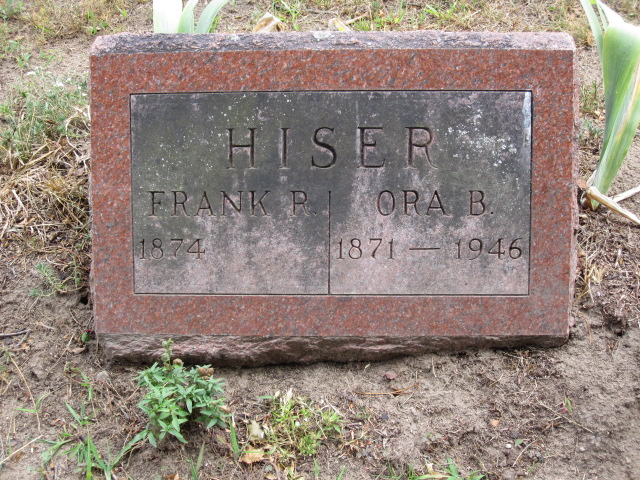 HISER
FRANK R. ORA B.
1874 1871 — 1946